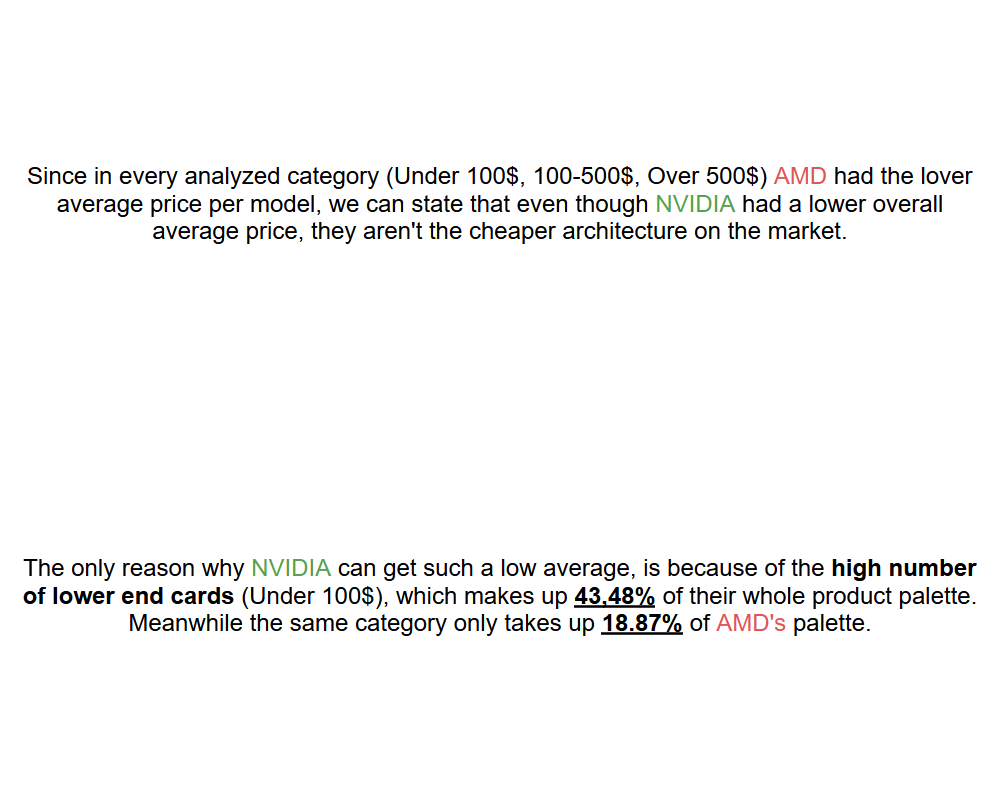 Since in every analyzed category (Under 100$, 100-500$, Over 500$) AMD had the lover
average price per model, we can state that even though NVIDIA had a lower overall
average price, they aren't the cheaper architecture on the market.
The only reason why NVIDIA can get such a low average, is because of the high number
of lower end cards (Under 100$), which makes up 43,48% of their whole product palette.
Meanwhile the same category only takes up 18.87% of AMD's palette.